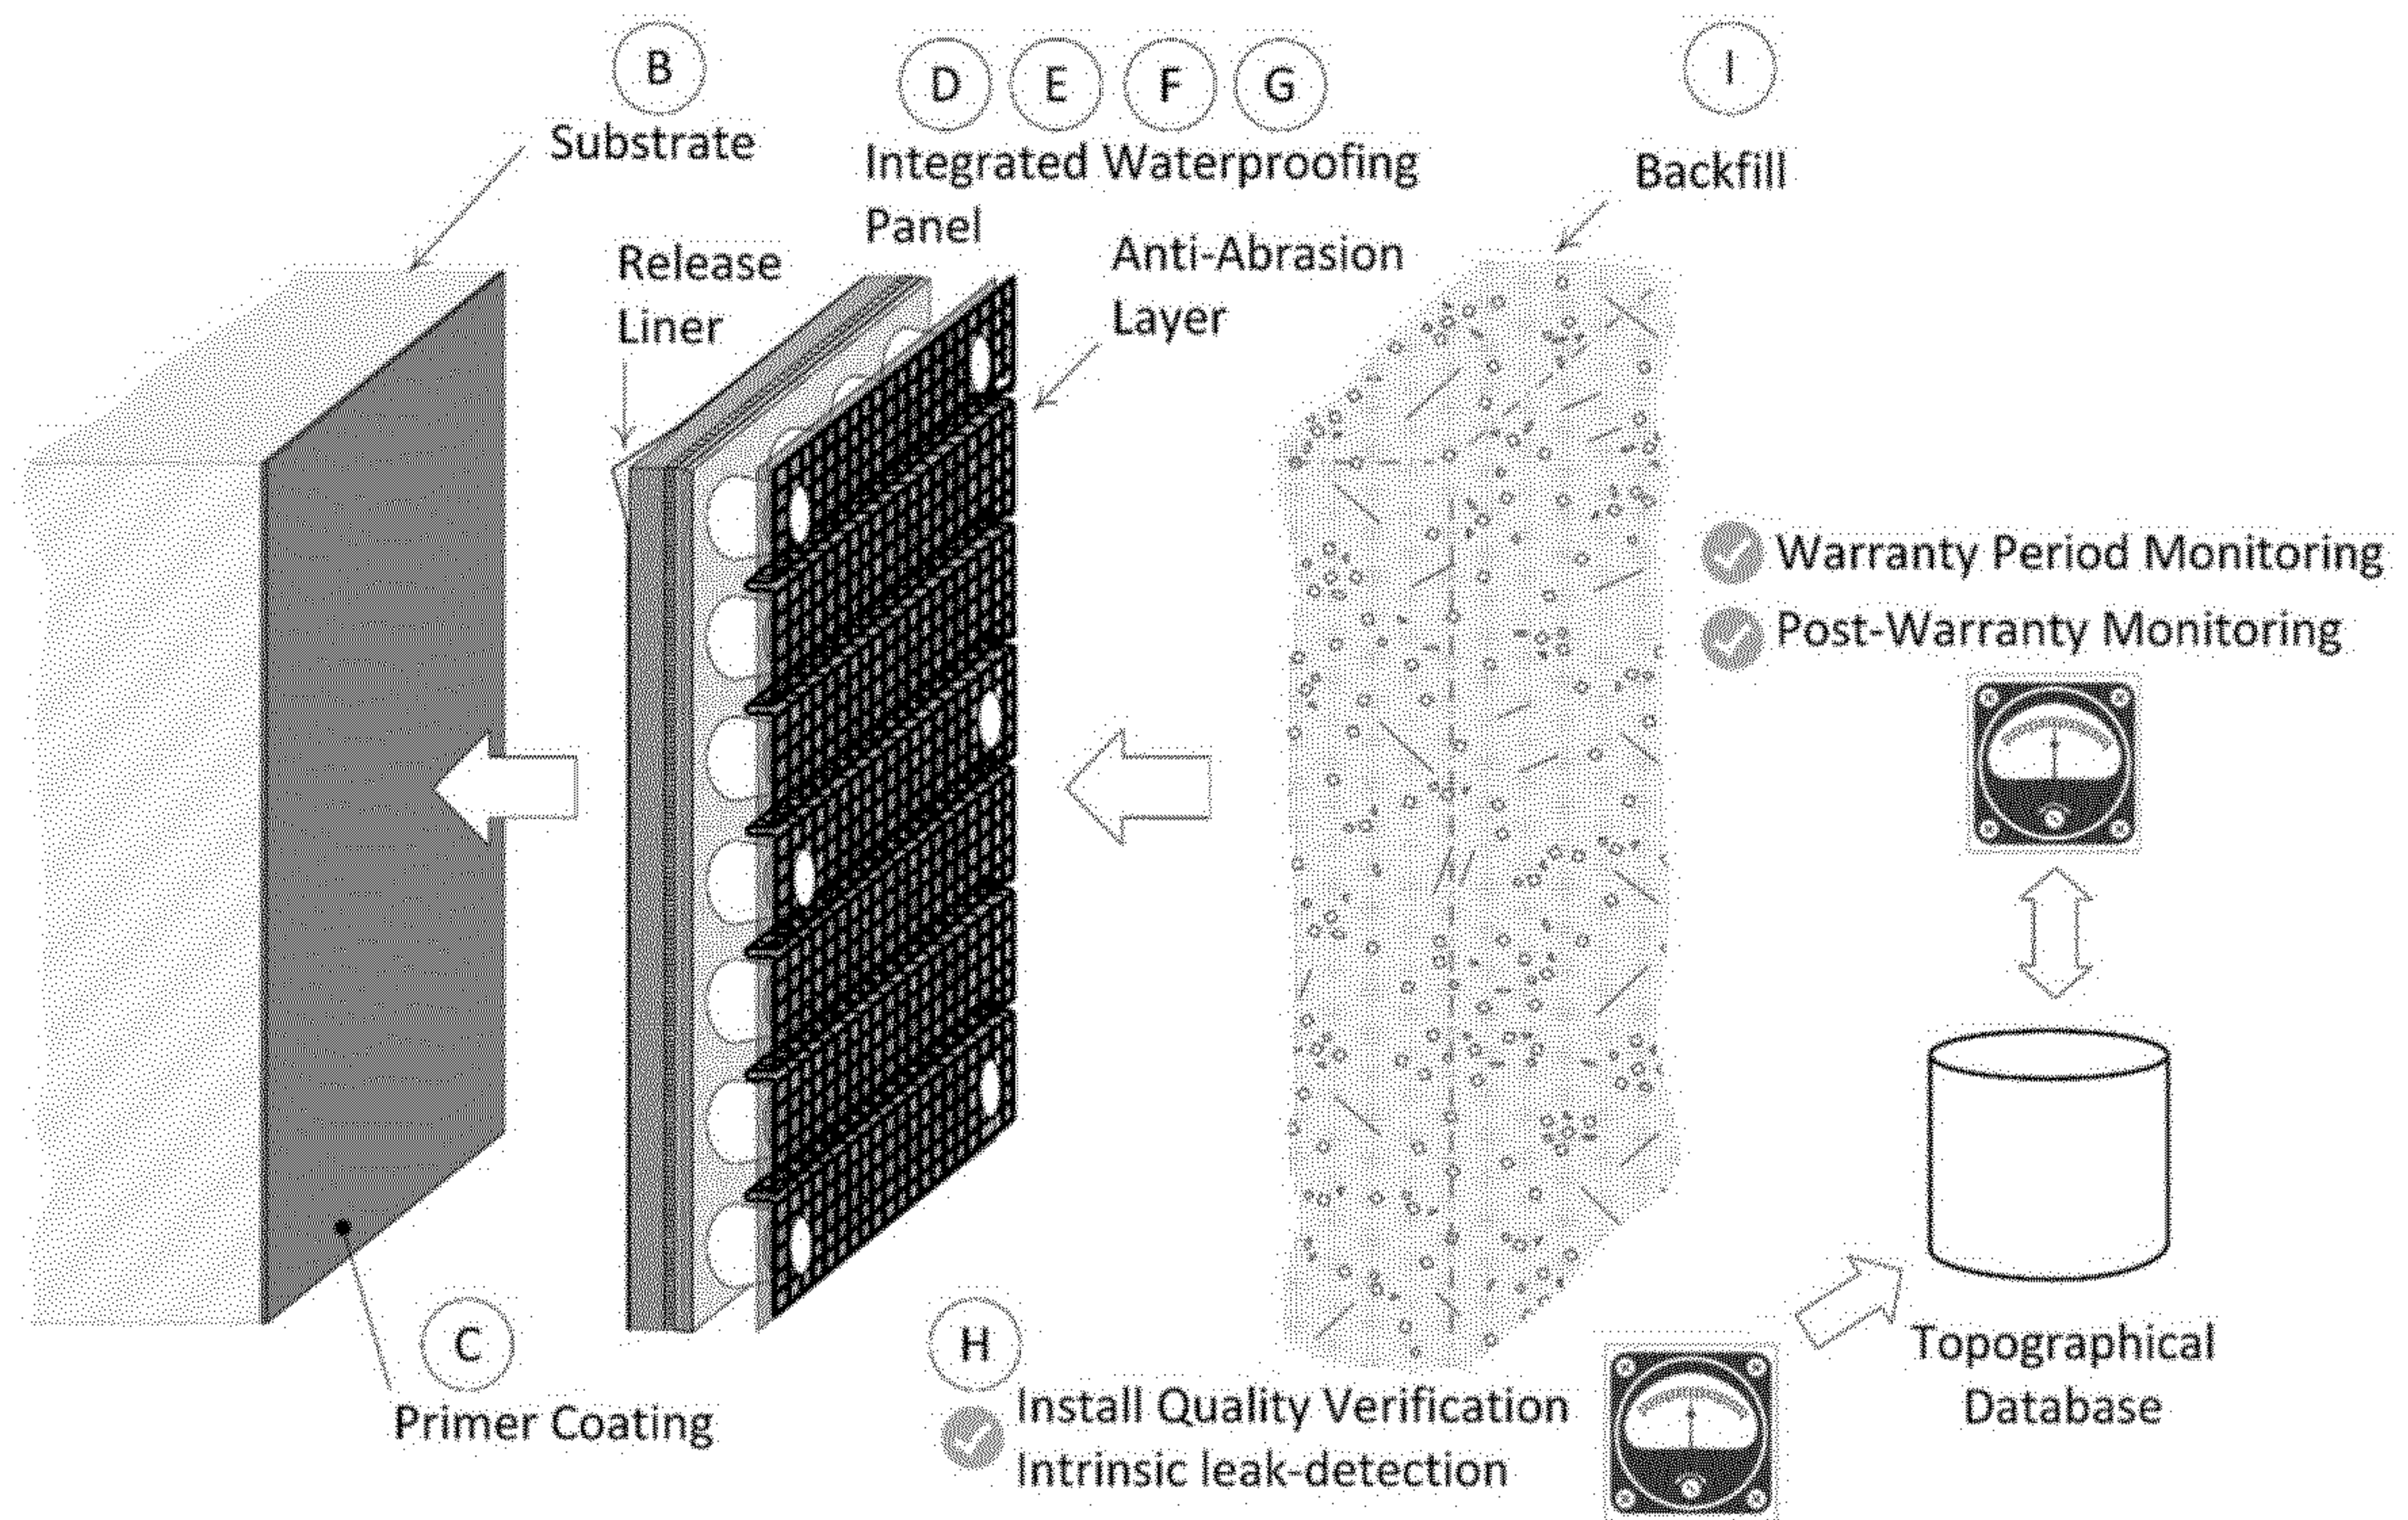 B
Substrate
D E F G
Integrated Waterproofing
Panel
I
Backfill
Release
Liner
Anti-Abrasion
Layer
Warranty Period Monitoring
Post-Warranty Monitoring
C
Primer Coating
H
Install Quality Verification
Intrinsic leak-detection
Topographical
Database